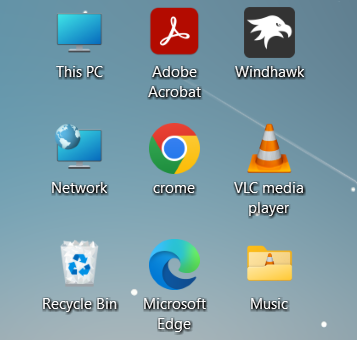 This PC
Adobe
Acrobat
Windhawk
Network
crome
VLC media
player
Recycle Bin
Microsoft
Edge
Music